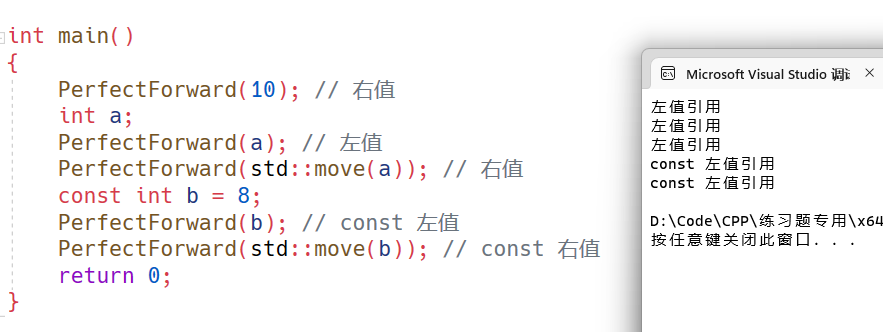 int main()
{
PerfectForward(10); // 右值
int a;
PerfectForward(a); // 左值
PerfectForward(std::move(a)); // 右值
const int b = 8;
PerfectForward(b); // const 左值
PerfectForward(std::move(b)); // const 右值
return 0;
}
Microsoft Visual Studio 调试
左值引用
左值引用
左值引用
const 左值引用
const 左值引用
D:\Code\CPP\练习题专用\x64
按任意键关闭此窗口. . .